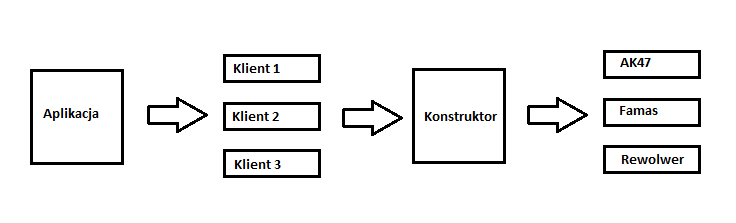 Aplikacja
Klient 1
Klient 2
Klient 3
Konstruktor
AK47
Famas
Rewolwer